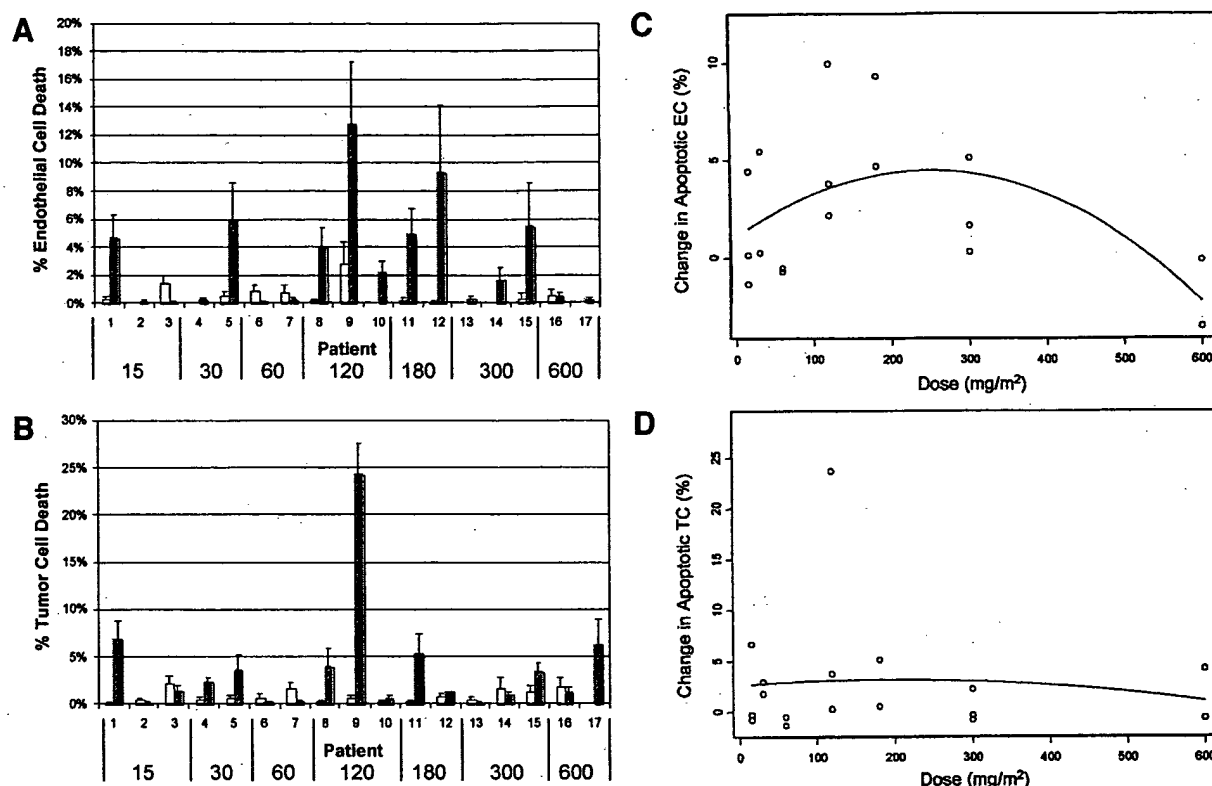 A
% Endothelial Cell Death
20%
18%
16%
14%
12%
10%
8%
6%
4%
2%
0%
1 2 3 4 5 6 7 8 9 10 11 12 13 14 15 16 17
Patient
15 30 60 120 180 300 600
B
% Tumor Cell Death
30%
25%
20%
15%
10%
5%
0%
1 2 3 4 5 6 7 8 9 10 11 12 13 14 15 16 17
Patient
15 30 60 120 180 300 600
C
Change in Apoptotic EC (%)
10
5
0
0 100 200 300 400 500 600
Dose (mg/m²)
D
Change in Apoptotic TC (%)
25
20
15
10
5
0
0 100 200 300 400 500 600
Dose (mg/m²)